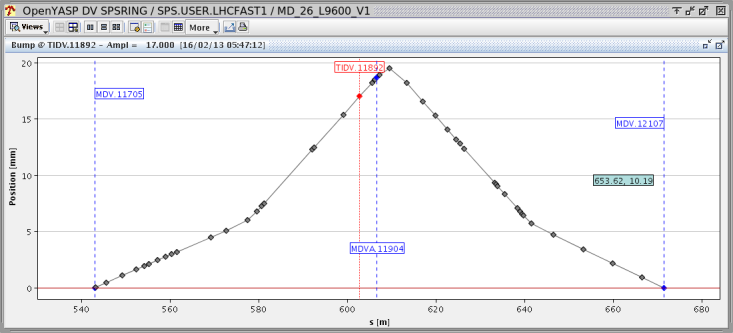 OpenYASP DV SPSRING / SPS.USER.LHCFAST1 / MD_26_L9600_V1
Views
More
Bump @ TIDV.11892 - Ampl = 17.000 [16/02/13 05:47:12]
20
TIDV.11892
MDV.11705
15
MDV.12107
Position [mm]
10
653.62, 10.19
5
MDVA.11904
0
540
560
580
600
620
640
660
680
s [m]